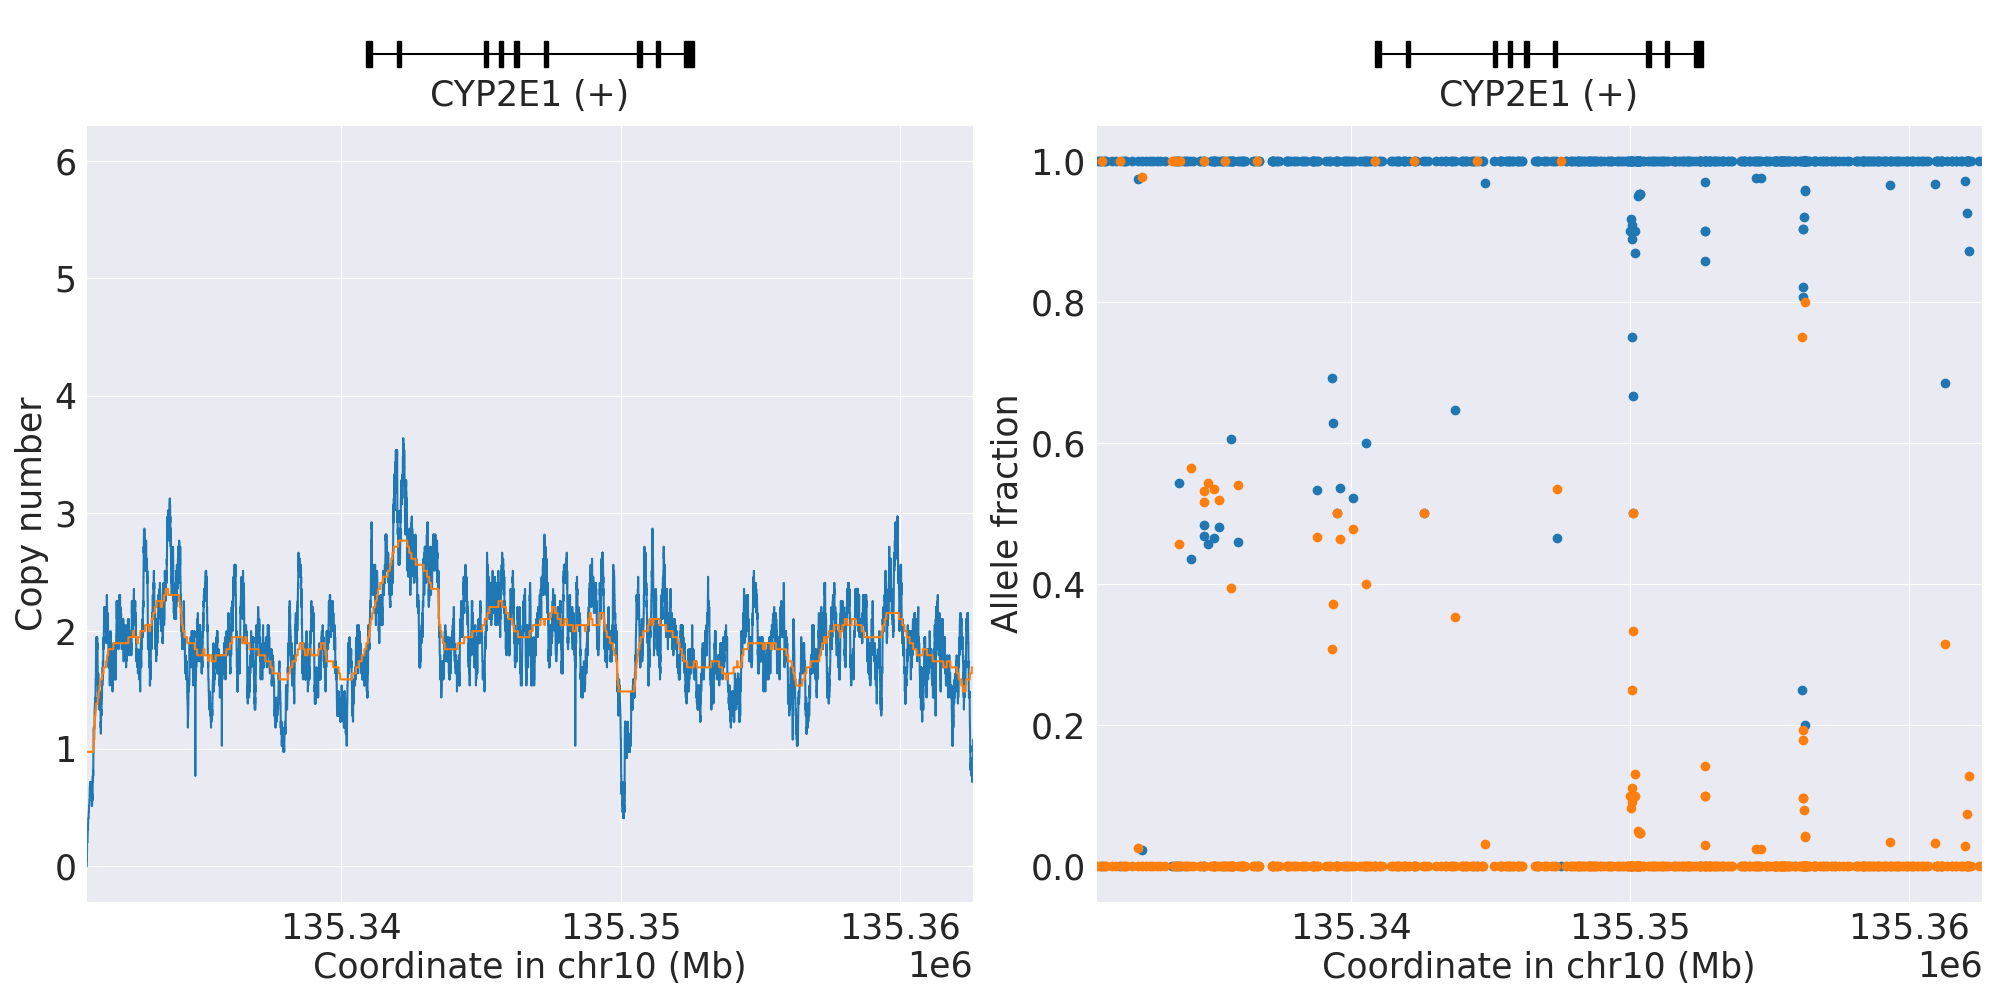 CYP2E1 (+)
6
5
4
3
2
1
0
Copy number
135.34
135.35
135.36
Coordinate in chr10 (Mb)
1e6
CYP2E1 (+)
1.0
0.8
0.6
0.4
0.2
0.0
Allele fraction
135.34
135.35
135.36
Coordinate in chr10 (Mb)
1e6